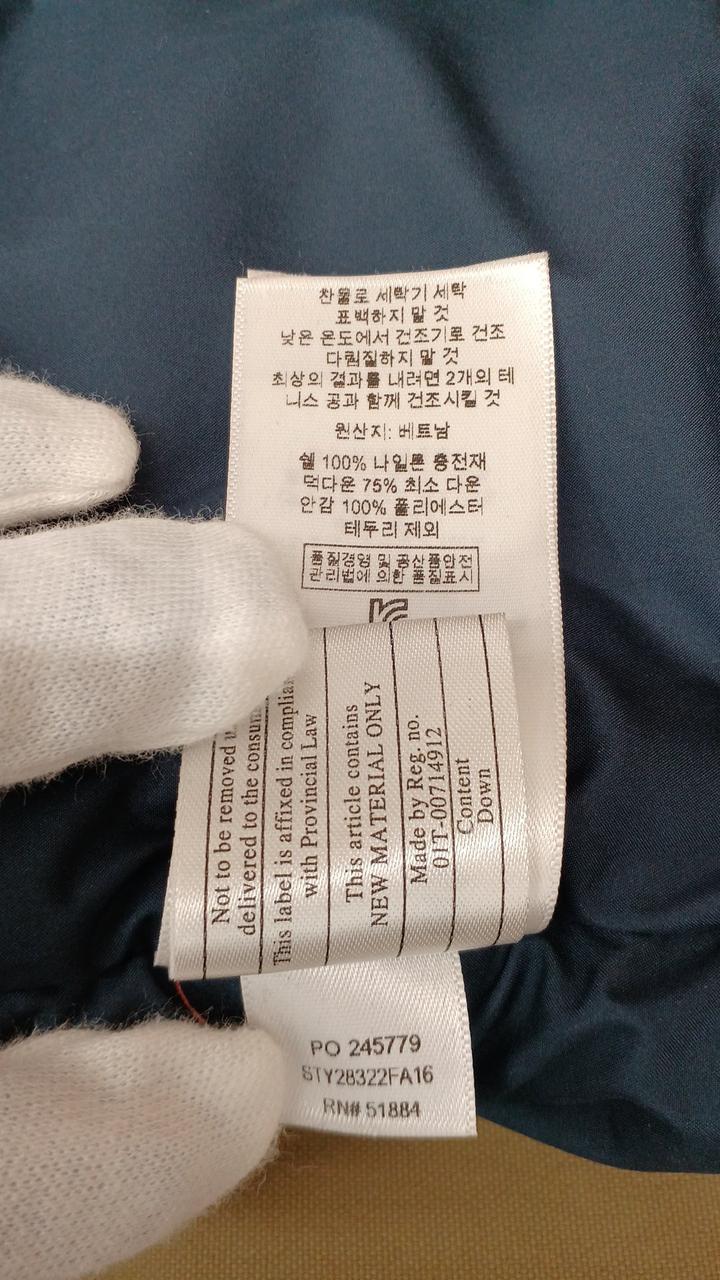 찬물로 세탁기 세탁
표백하지 말 것
낮은 온도에서 건조기로 건조
다림질하지 말 것
최상의 결과를 내려면 2개의 테
니스 공과 함께 건조시킬 것
원산지: 베트남
쉘 100% 나일론 충전재
덕다운 75% 최소 다운
안감 100% 폴리에스터
테두리 제외
품질경영 및 공산품안전
관리법에 의한 품질표시
Not to be removed
delivered to the
This label is affixed in
with Provincial Law
This article contains
NEW MATERIAL ONLY
Made by Reg. no.
01T-00714912
Content
Down
PO 245779
STY28322FA16
RN# 51884